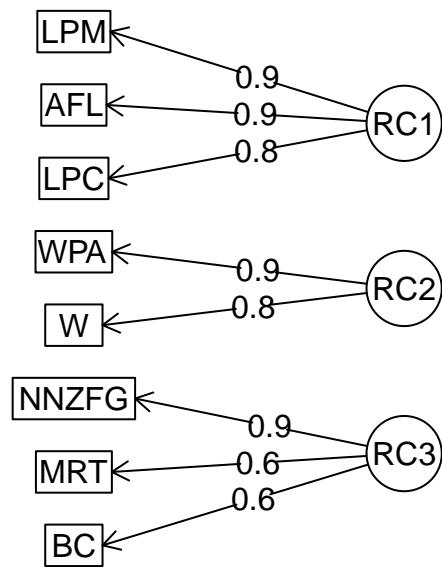 LPM
0.9
AFL
0.9
RC1
LPC
0.8
WPA
0.9
RC2
W
0.8
NNZFG
0.9
MRT
0.6
RC3
BC
0.6